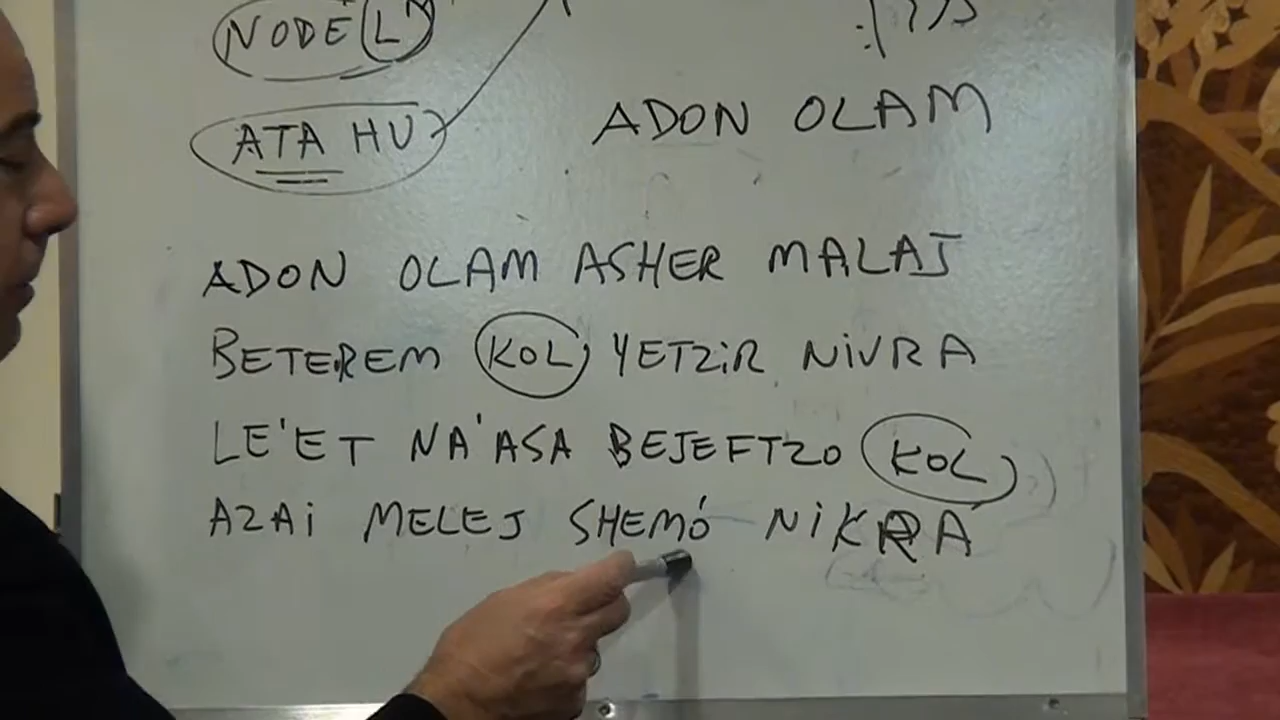 NODE L
ATA HU
ADON OLAM
ADON OLAM ASHER MALAJ
BETEREM KOL YETZiR NiVRA
LE'ET NA'ASA BEJEFTZO KOL
AZAi MELEJ SHEMÓ NiKRA